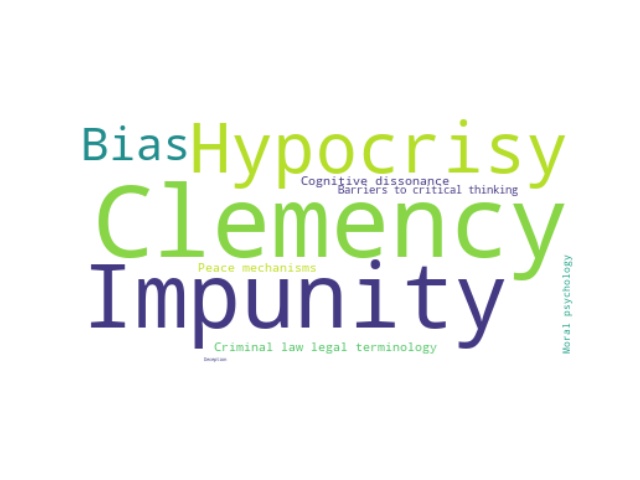 Bias
Hypocrisy
Cognitive dissonance
Barriers to critical thinking
Clemency
Impunity
Peace mechanisms
Moral psychology
Criminal law legal terminology
Deception